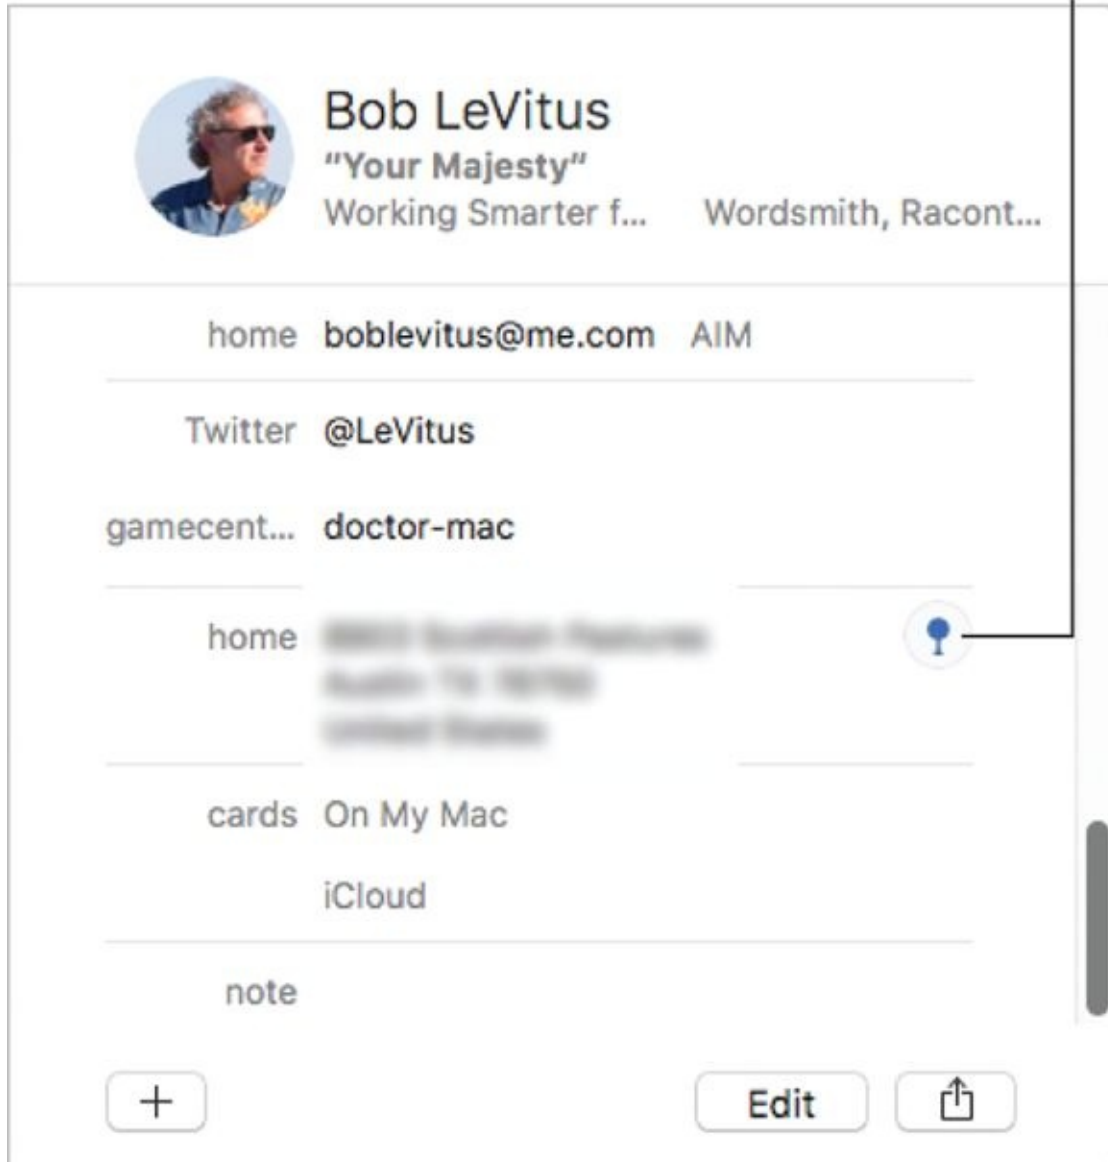 Bob LeVitus
"Your Majesty"
Working Smarter f... Wordsmith, Racont...
home boblevitus@me.com AIM
Twitter @LeVitus
gamecent... doctor-mac
home
cards On My Mac
iCloud
note
+ Edit